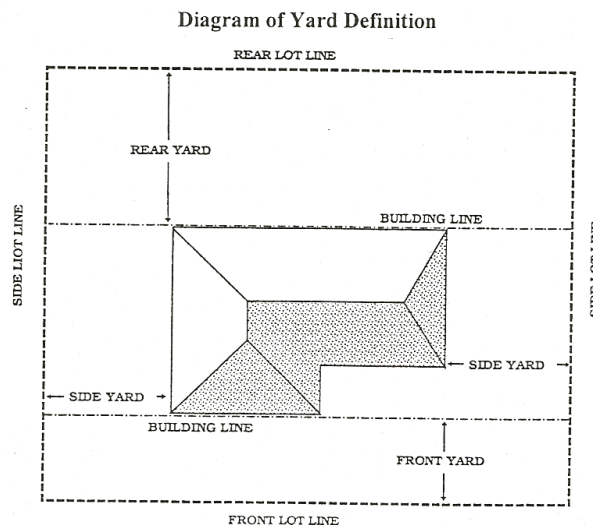 Diagram of Yard Definition
REAR LOT LINE
REAR YARD
BUILDING LINE
SIDE LIOT LINE
SIDE YARD
SIDE YARD
BUILDING LINE
FRONT YARD
FRONT LOT LINE